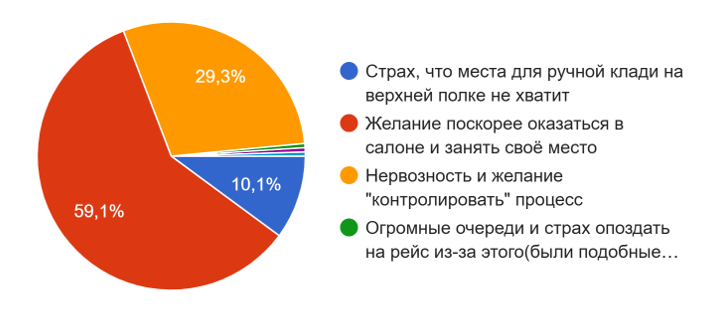 29,3%
10,1%
59,1%
Страх, что места для ручной клади на
верхней полке не хватит
Желание поскорее оказаться в
салоне и занять своё место
Нервозность и желание
"контролировать" процесс
Огромные очереди и страх опоздать
на рейс из-за этого(были подобные…